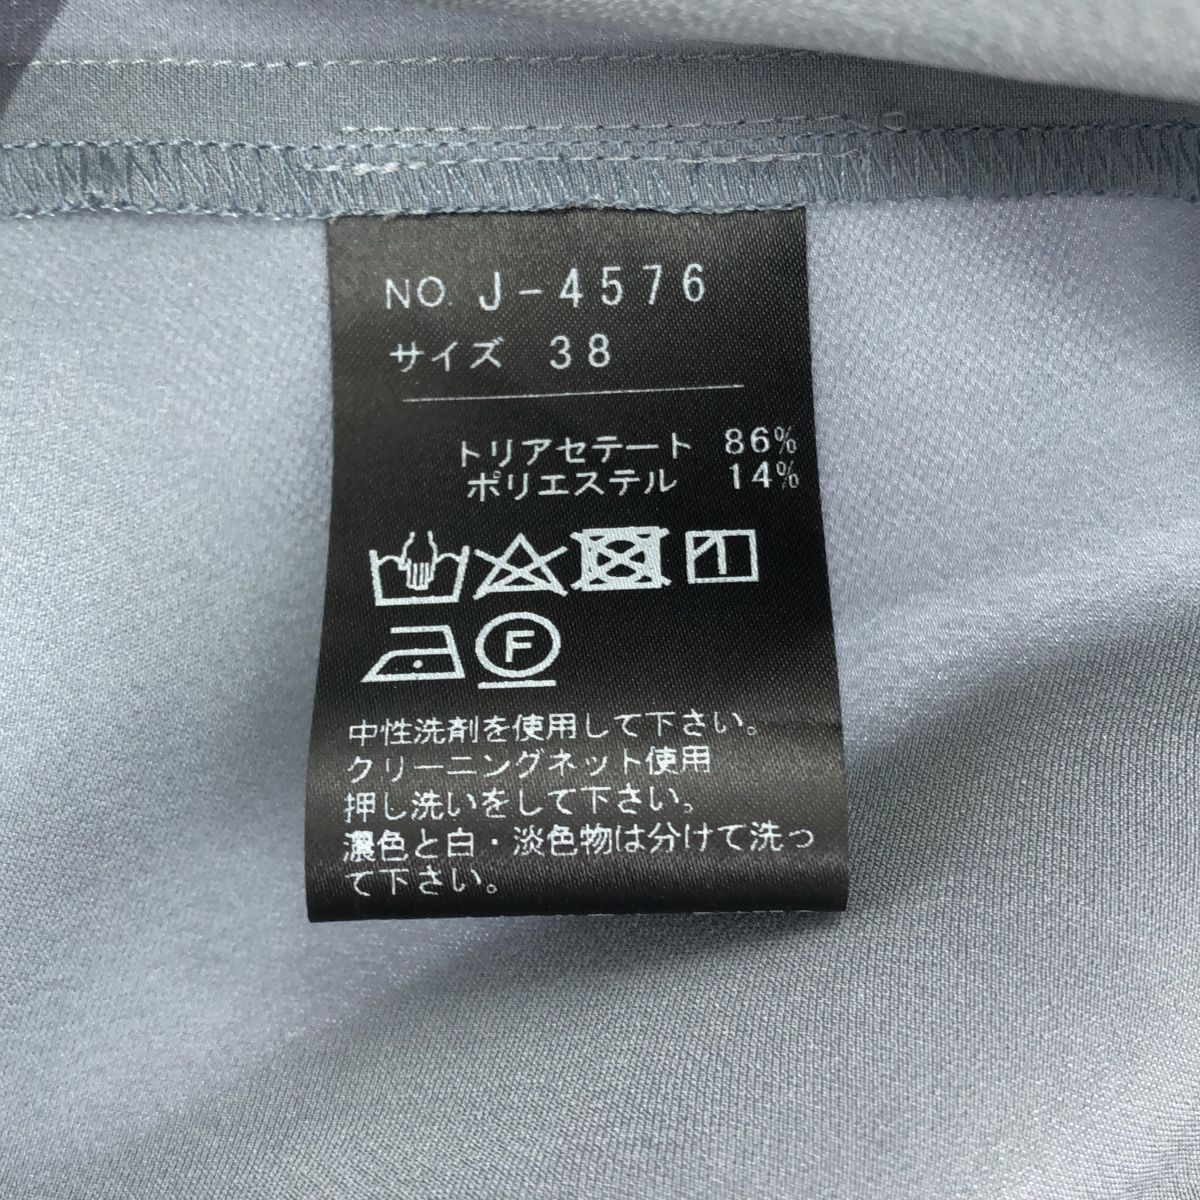 NO. J-4576
サイズ 38
トリアセテート 86%
ポリエステル 14%
F
中性洗剤を使用して下さい。
クリーニングネット使用
押し洗いをして下さい。
濃色と白・淡色物は分けて洗っ
て下さい。